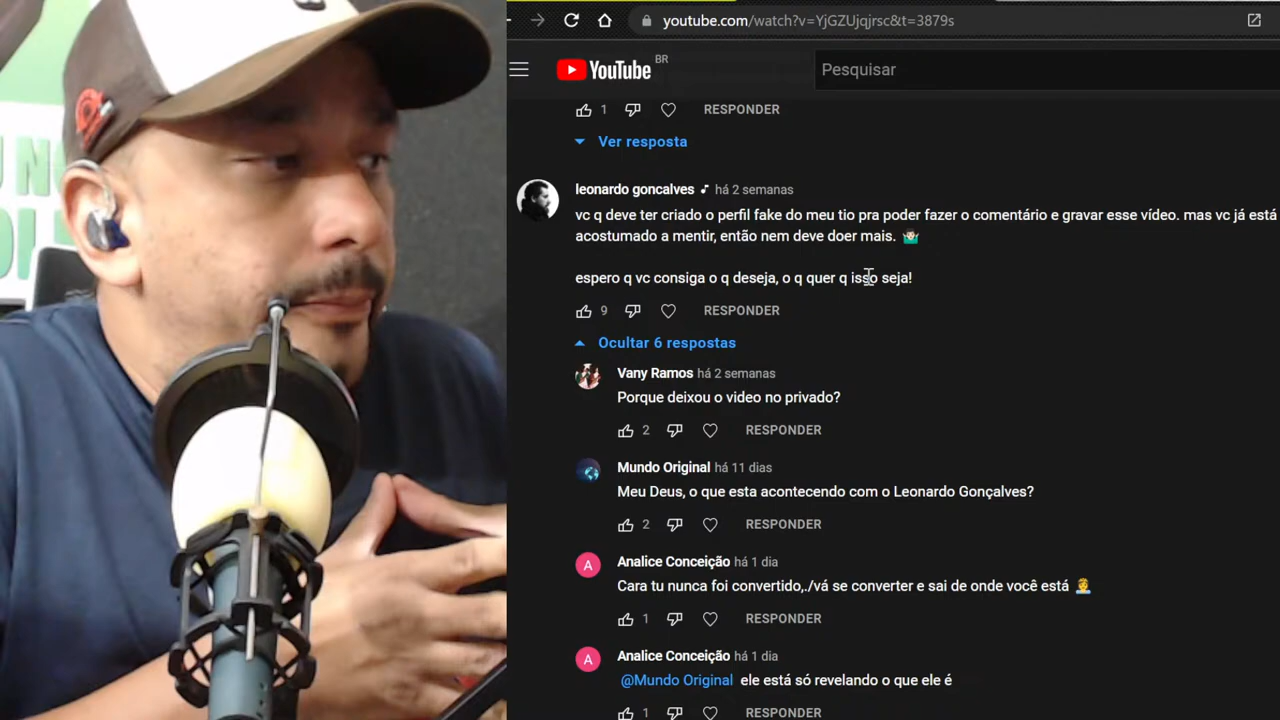 youtube.com/watch?v=YjGZUjqjrsc&t=3879s
YouTube BR
Pesquisar
1 RESPONDER
Ver resposta
leonardo goncalves há 2 semanas
vc q deve ter criado o perfil fake do meu tio pra poder fazer o comentário e gravar esse vídeo. mas vc já está
acostumado a mentir, então nem deve doer mais. 🤷🏻‍♂️
espero q vc consiga o q deseja, o q quer q isso seja!
9 RESPONDER
Ocultar 6 respostas
Vany Ramos há 2 semanas
Porque deixou o video no privado?
2 RESPONDER
Mundo Original há 11 dias
Meu Deus, o que esta acontecendo com o Leonardo Gonçalves?
2 RESPONDER
A
Analice Conceição há 1 dia
Cara tu nunca foi convertido,./vá se converter e sai de onde você está
1 RESPONDER
A
Analice Conceição há 1 dia
@Mundo Original ele está só revelando o que ele é
1 RESPONDER